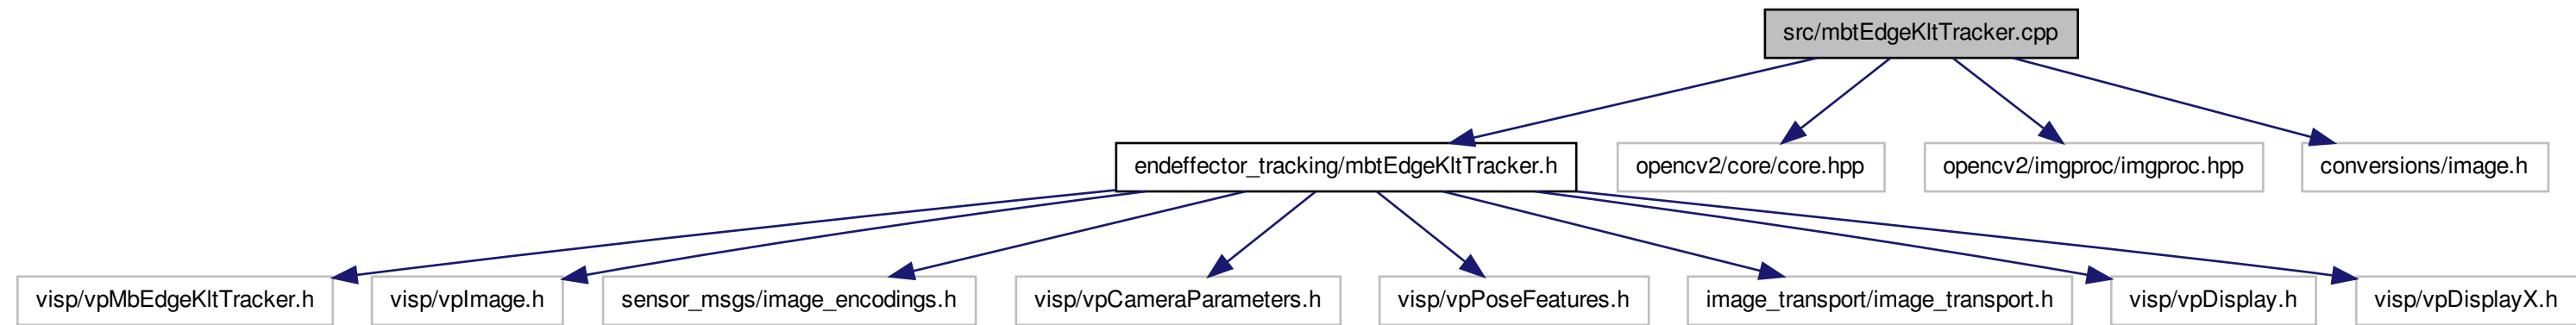 src/mbtEdgeKltTracker.cpp
endeffector_tracking/mbtEdgeKltTracker.h
opencv2/core/core.hpp
opencv2/imgproc/imgproc.hpp
conversions/image.h
visp/vpMbEdgeKltTracker.h
visp/vpImage.h
sensor_msgs/image_encodings.h
visp/vpCameraParameters.h
visp/vpPoseFeatures.h
image_transport/image_transport.h
visp/vpDisplay.h
visp/vpDisplayX.h